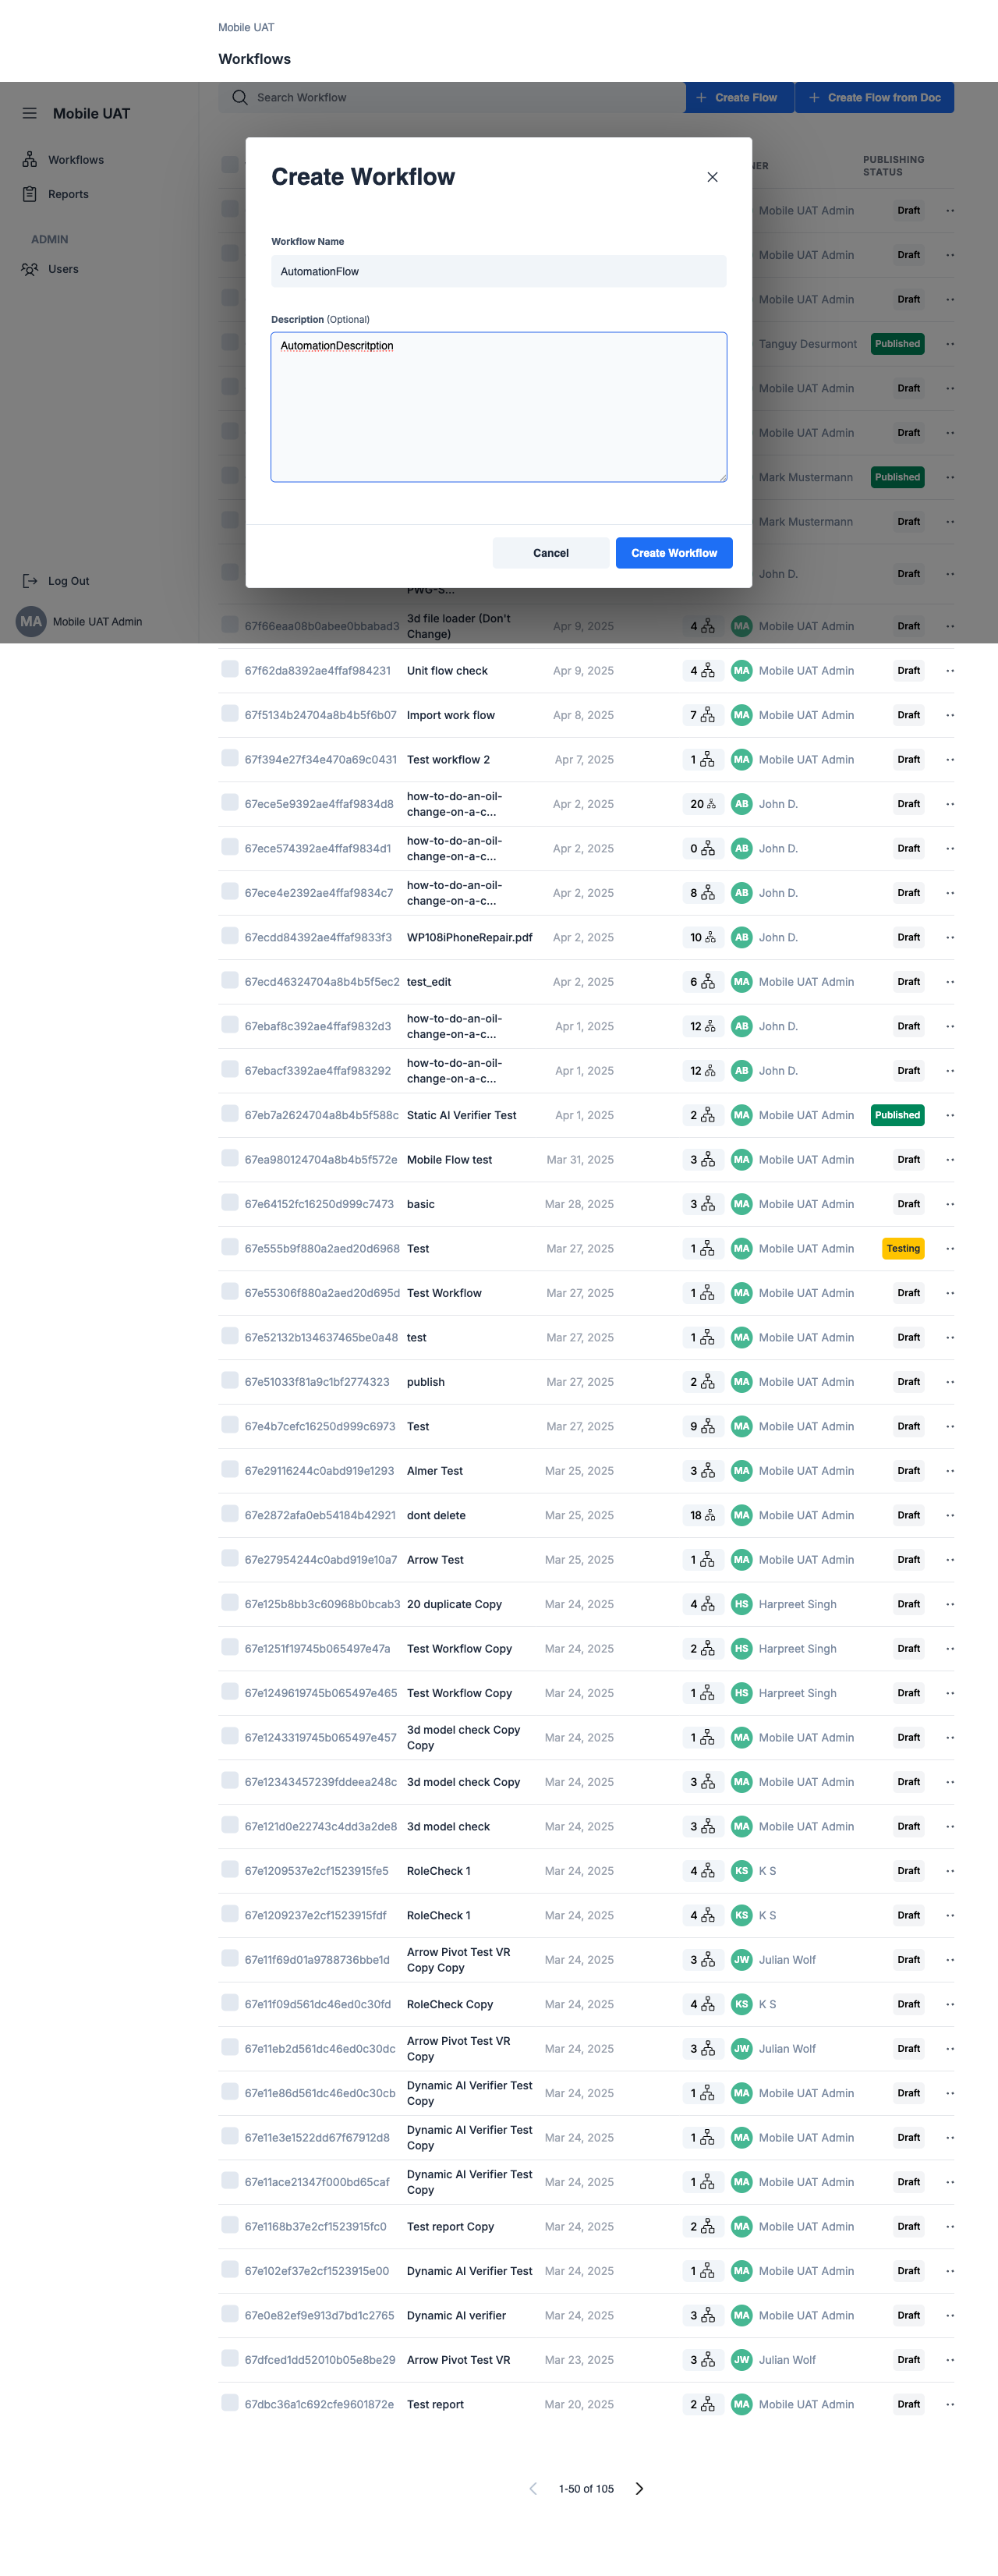 Mobile UAT
Workflows
Mobile UAT
Workflows
Reports
ADMIN
Users
Log Out
MA Mobile UAT Admin
Search Workflow
Create Flow
Create Flow from Doc
PUBLISHING
STATUS
Create Workflow
Workflow Name
AutomationFlow
Description (Optional)
AutomationDescritption
Cancel
Create Workflow
Mobile UAT Admin Draft
Mobile UAT Admin Draft
Mobile UAT Admin Draft
Tanguy Desurmont Published
Mobile UAT Admin Draft
Mobile UAT Admin Draft
Mark Mustermann Published
Mark Mustermann Draft
John D. Draft
PWG-S...
67f66eaa08b0abee0bbabad3 3d file loader (Don't
Change) Apr 9, 2025 4 MA Mobile UAT Admin Draft
67f62da8392ae4ffaf984231 Unit flow check Apr 9, 2025 4 MA Mobile UAT Admin Draft
67f5134b24704a8b4b5f6b07 Import work flow Apr 8, 2025 7 MA Mobile UAT Admin Draft
67f394e27f34e470a69c0431 Test workflow 2 Apr 7, 2025 1 MA Mobile UAT Admin Draft
67ece5e9392ae4ffaf9834d8 how-to-do-an-oil-
change-on-a-c... Apr 2, 2025 20 AB John D. Draft
67ece574392ae4ffaf9834d1 how-to-do-an-oil-
change-on-a-c... Apr 2, 2025 0 AB John D. Draft
67ece4e2392ae4ffaf9834c7 how-to-do-an-oil-
change-on-a-c... Apr 2, 2025 8 AB John D. Draft
67ecdd84392ae4ffaf9833f3 WP108iPhoneRepair.pdf Apr 2, 2025 10 AB John D. Draft
67ecd46324704a8b4b5f5ec2 test_edit Apr 2, 2025 6 MA Mobile UAT Admin Draft
67ebaf8c392ae4ffaf9832d3 how-to-do-an-oil-
change-on-a-c... Apr 1, 2025 12 AB John D. Draft
67ebacf3392ae4ffaf983292 how-to-do-an-oil-
change-on-a-c... Apr 1, 2025 12 AB John D. Draft
67eb7a2624704a8b4b5f588c Static AI Verifier Test Apr 1, 2025 2 MA Mobile UAT Admin Published
67ea980124704a8b4b5f572e Mobile Flow test Mar 31, 2025 3 MA Mobile UAT Admin Draft
67e64152fc16250d999c7473 basic Mar 28, 2025 3 MA Mobile UAT Admin Draft
67e555b9f880a2aed20d6968 Test Mar 27, 2025 1 MA Mobile UAT Admin Testing
67e55306f880a2aed20d695d Test Workflow Mar 27, 2025 1 MA Mobile UAT Admin Draft
67e52132b134637465be0a48 test Mar 27, 2025 1 MA Mobile UAT Admin Draft
67e51033f81a9c1bf2774323 publish Mar 27, 2025 2 MA Mobile UAT Admin Draft
67e4b7cefc16250d999c6973 Test Mar 27, 2025 9 MA Mobile UAT Admin Draft
67e29116244c0abd919e1293 Almer Test Mar 25, 2025 3 MA Mobile UAT Admin Draft
67e2872afa0eb54184b42921 dont delete Mar 25, 2025 18 MA Mobile UAT Admin Draft
67e27954244c0abd919e10a7 Arrow Test Mar 25, 2025 1 MA Mobile UAT Admin Draft
67e125b8bb3c60968b0bcab3 20 duplicate Copy Mar 24, 2025 4 HS Harpreet Singh Draft
67e1251f19745b065497e47a Test Workflow Copy Mar 24, 2025 2 HS Harpreet Singh Draft
67e1249619745b065497e465 Test Workflow Copy Mar 24, 2025 1 HS Harpreet Singh Draft
67e1243319745b065497e457 3d model check Copy
Copy Mar 24, 2025 1 MA Mobile UAT Admin Draft
67e12343457239fddeea248c 3d model check Copy Mar 24, 2025 3 MA Mobile UAT Admin Draft
67e121d0e22743c4dd3a2de8 3d model check Mar 24, 2025 3 MA Mobile UAT Admin Draft
67e1209537e2cf1523915fe5 RoleCheck 1 Mar 24, 2025 4 KS K S Draft
67e1209237e2cf1523915fdf RoleCheck 1 Mar 24, 2025 4 KS K S Draft
67e11f69d01a9788736bbe1d Arrow Pivot Test VR
Copy Copy Mar 24, 2025 3 JW Julian Wolf Draft
67e11f09d561dc46ed0c30fd RoleCheck Copy Mar 24, 2025 4 KS K S Draft
67e11eb2d561dc46ed0c30dc Arrow Pivot Test VR
Copy Mar 24, 2025 3 JW Julian Wolf Draft
67e11e86d561dc46ed0c30cb Dynamic AI Verifier Test
Copy Mar 24, 2025 1 MA Mobile UAT Admin Draft
67e11e3e1522dd67f67912d8 Dynamic AI Verifier Test
Copy Mar 24, 2025 1 MA Mobile UAT Admin Draft
67e11ace21347f000bd65caf Dynamic AI Verifier Test
Copy Mar 24, 2025 1 MA Mobile UAT Admin Draft
67e1168b37e2cf1523915fc0 Test report Copy Mar 24, 2025 2 MA Mobile UAT Admin Draft
67e102ef37e2cf1523915e00 Dynamic AI Verifier Test Mar 24, 2025 1 MA Mobile UAT Admin Draft
67e0e82ef9e913d7bd1c2765 Dynamic AI verifier Mar 24, 2025 3 MA Mobile UAT Admin Draft
67dfced1dd52010b05e8be29 Arrow Pivot Test VR Mar 23, 2025 3 JW Julian Wolf Draft
67dbc36a1c692cfe9601872e Test report Mar 20, 2025 2 MA Mobile UAT Admin Draft
1-50 of 105